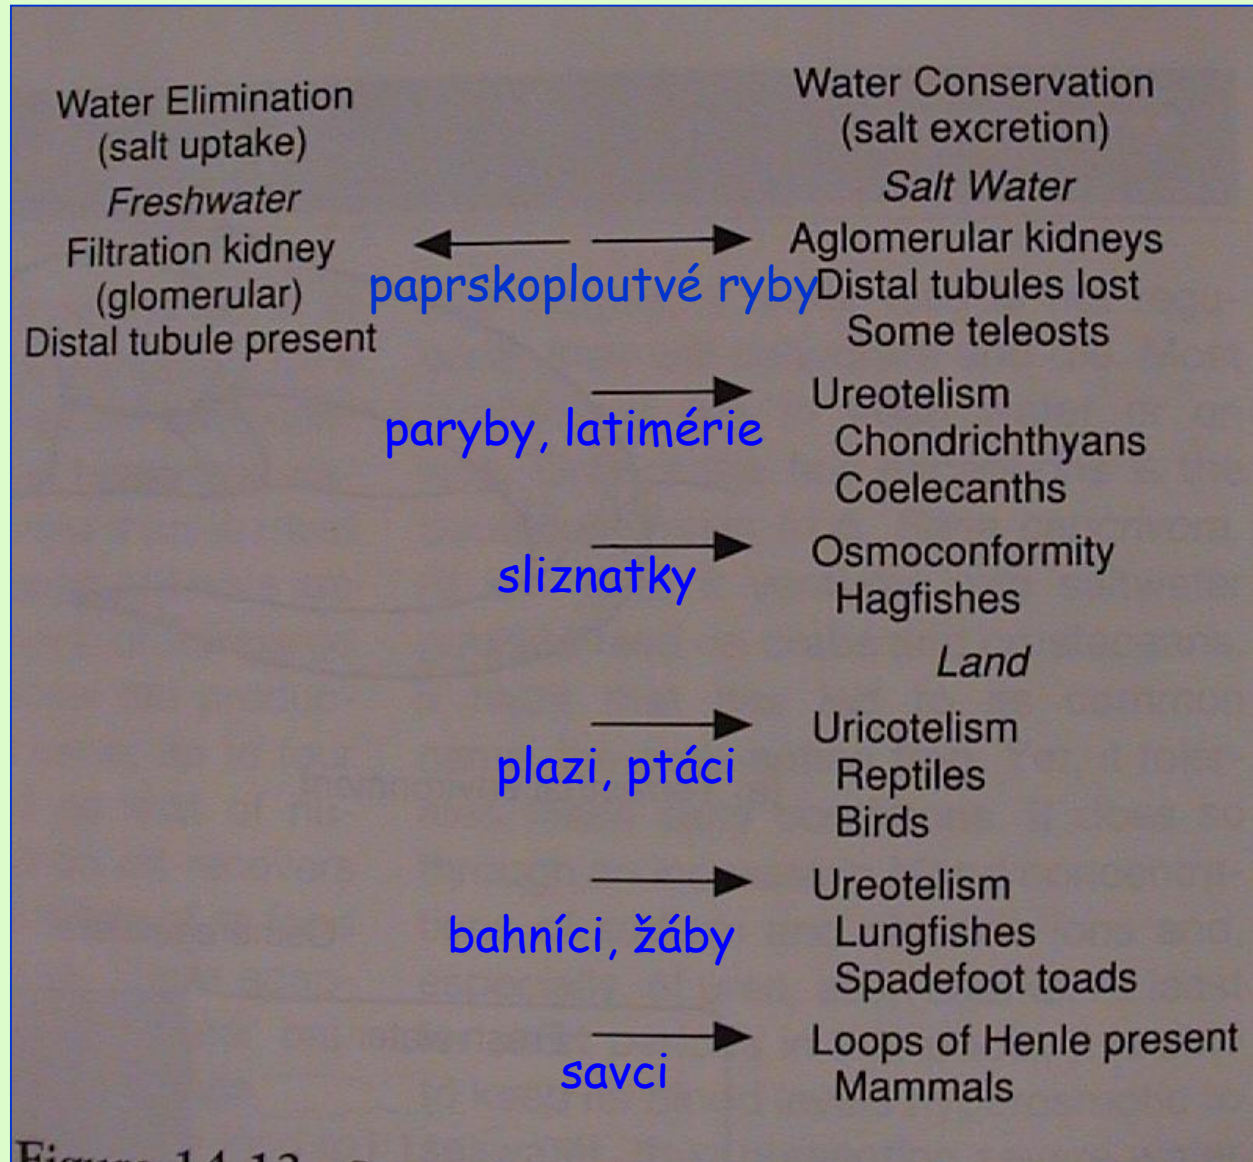 Water Elimination
(salt uptake)
Freshwater
Filtration kidney
(glomerular)
Distal tubule present
Water Conservation
(salt excretion)
Salt Water
Aglomerular kidneys
Distal tubules lost
Some teleosts
paprskoploutvé ryby
Ureotelism
Chondrichthyans
Coelecanths
paryby, latimérie
Osmoconformity
Hagfishes
sliznatky
Land
Uricotelism
Reptiles
Birds
plazi, ptáci
Ureotelism
Lungfishes
Spadefoot toads
bahníci, žáby
Loops of Henle present
Mammals
savci